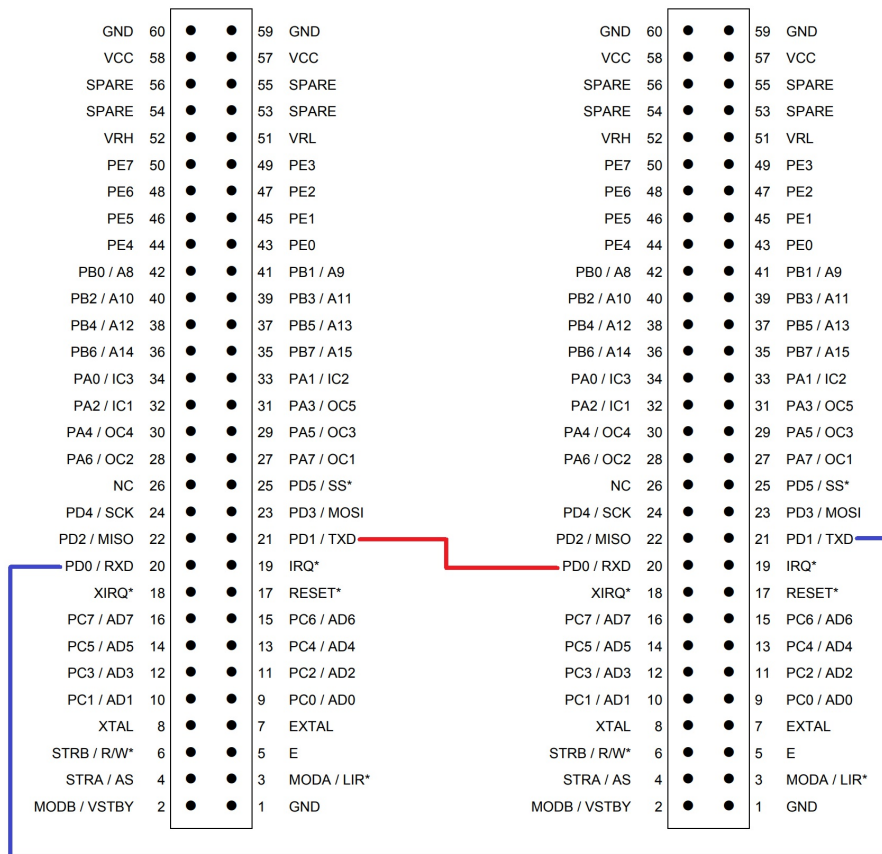 GND 60 59 GND GND 60 59 GND
VCC 58 57 VCC VCC 58 57 VCC
SPARE 56 55 SPARE SPARE 56 55 SPARE
SPARE 54 53 SPARE SPARE 54 53 SPARE
VRH 52 51 VRL VRH 52 51 VRL
PE7 50 49 PE3 PE7 50 49 PE3
PE6 48 47 PE2 PE6 48 47 PE2
PE5 46 45 PE1 PE5 46 45 PE1
PE4 44 43 PE0 PE4 44 43 PE0
PB0 / A8 42 41 PB1 / A9 PB0 / A8 42 41 PB1 / A9
PB2 / A10 40 39 PB3 / A11 PB2 / A10 40 39 PB3 / A11
PB4 / A12 38 37 PB5 / A13 PB4 / A12 38 37 PB5 / A13
PB6 / A14 36 35 PB7 / A15 PB6 / A14 36 35 PB7 / A15
PA0 / IC3 34 33 PA1 / IC2 PA0 / IC3 34 33 PA1 / IC2
PA2 / IC1 32 31 PA3 / OC5 PA2 / IC1 32 31 PA3 / OC5
PA4 / OC4 30 29 PA5 / OC3 PA4 / OC4 30 29 PA5 / OC3
PA6 / OC2 28 27 PA7 / OC1 PA6 / OC2 28 27 PA7 / OC1
NC 26 25 PD5 / SS* NC 26 25 PD5 / SS*
PD4 / SCK 24 23 PD3 / MOSI PD4 / SCK 24 23 PD3 / MOSI
PD2 / MISO 22 21 PD1 / TXD PD2 / MISO 22 21 PD1 / TXD
PD0 / RXD 20 19 IRQ* PD0 / RXD 20 19 IRQ*
XIRQ* 18 17 RESET* XIRQ* 18 17 RESET*
PC7 / AD7 16 15 PC6 / AD6 PC7 / AD7 16 15 PC6 / AD6
PC5 / AD5 14 13 PC4 / AD4 PC5 / AD5 14 13 PC4 / AD4
PC3 / AD3 12 11 PC2 / AD2 PC3 / AD3 12 11 PC2 / AD2
PC1 / AD1 10 9 PC0 / AD0 PC1 / AD1 10 9 PC0 / AD0
XTAL 8 7 EXTAL XTAL 8 7 EXTAL
STRB / R/W* 6 5 E STRB / R/W* 6 5 E
STRA / AS 4 3 MODA / LIR* STRA / AS 4 3 MODA / LIR*
MODB / VSTBY 2 1 GND MODB / VSTBY 2 1 GND